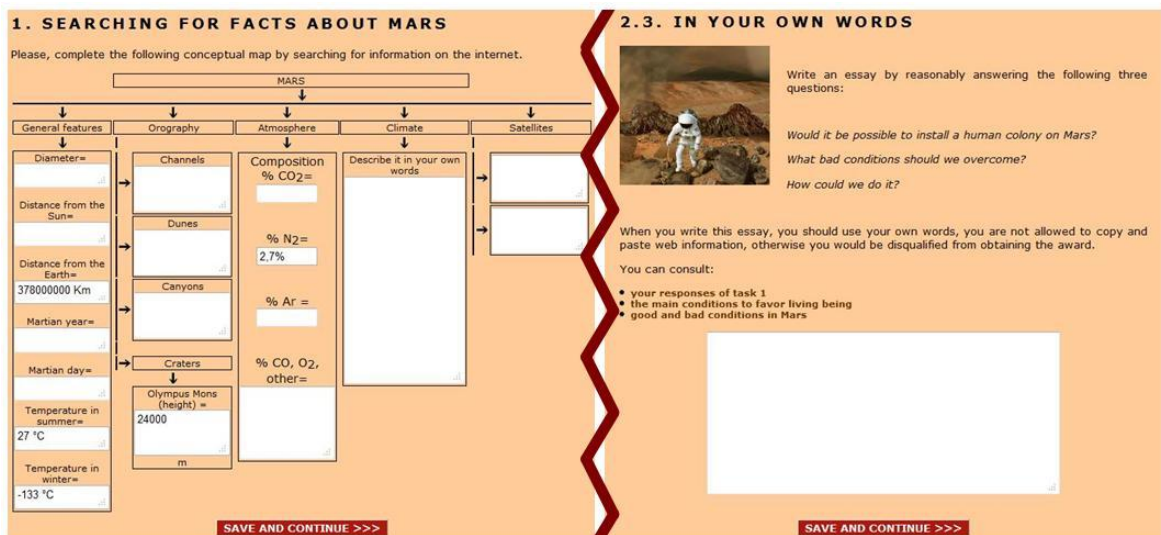 1. SEARCHING FOR FACTS ABOUT MARS
Please, complete the following conceptual map by searching for information on the internet.
MARS
General features
Orography
Atmosphere
Climate
Satellites
Diameter=
Distance from the
Sun=
Distance from the
Earth=
378000000 Km
Martian year=
Martian day=
Temperature in
summer=
27 °C
Temperature in
winter=
-133 °C
Channels
Dunes
Canyons
Craters
Olympus Mons
(height) =
24000
m
Composition
% CO2=
% N2=
2,7%
% Ar =
% CO, O2,
other=
Describe it in your own
words
SAVE AND CONTINUE >>>
2.3. IN YOUR OWN WORDS
Write an essay by reasonably answering the following three
questions:
Would it be possible to install a human colony on Mars?
What bad conditions should we overcome?
How could we do it?
When you write this essay, you should use your own words, you are not allowed to copy and
paste web information, otherwise you would be disqualified from obtaining the award.
You can consult:
• your responses of task 1
• the main conditions to favor living being
• good and bad conditions in Mars
SAVE AND CONTINUE >>>